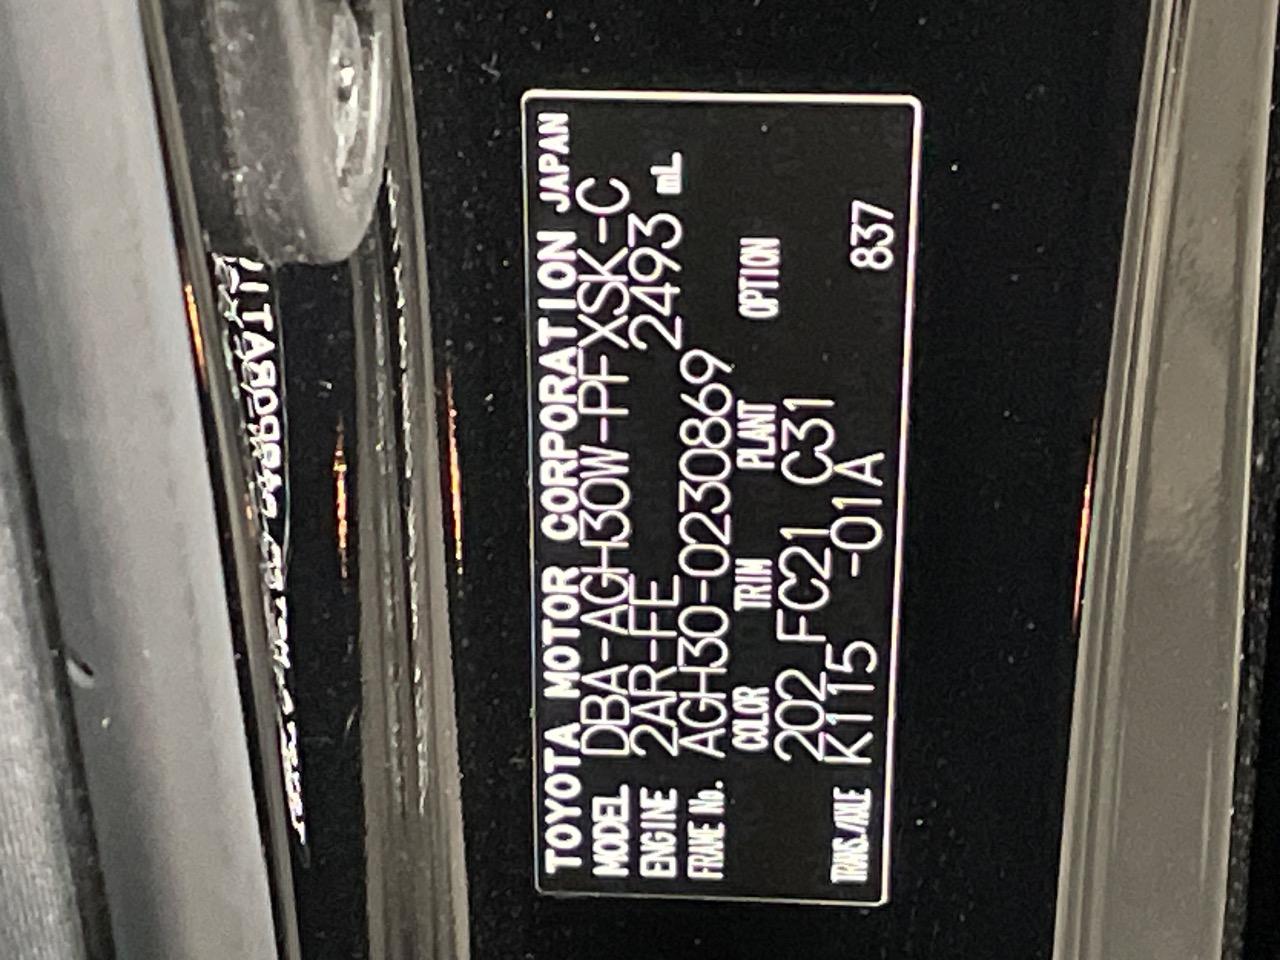 TOYOTA MOTOR CORPORATION JAPAN
MODEL DBA-AGH30W-PFXSK-C
ENGINE 2AR-FE 2493 mL
FRAME No. AGH30-0230869
COLOR TRIM PLANT OPTION
202 FC21 C31
TRANS./AXLE K115 -01A 837